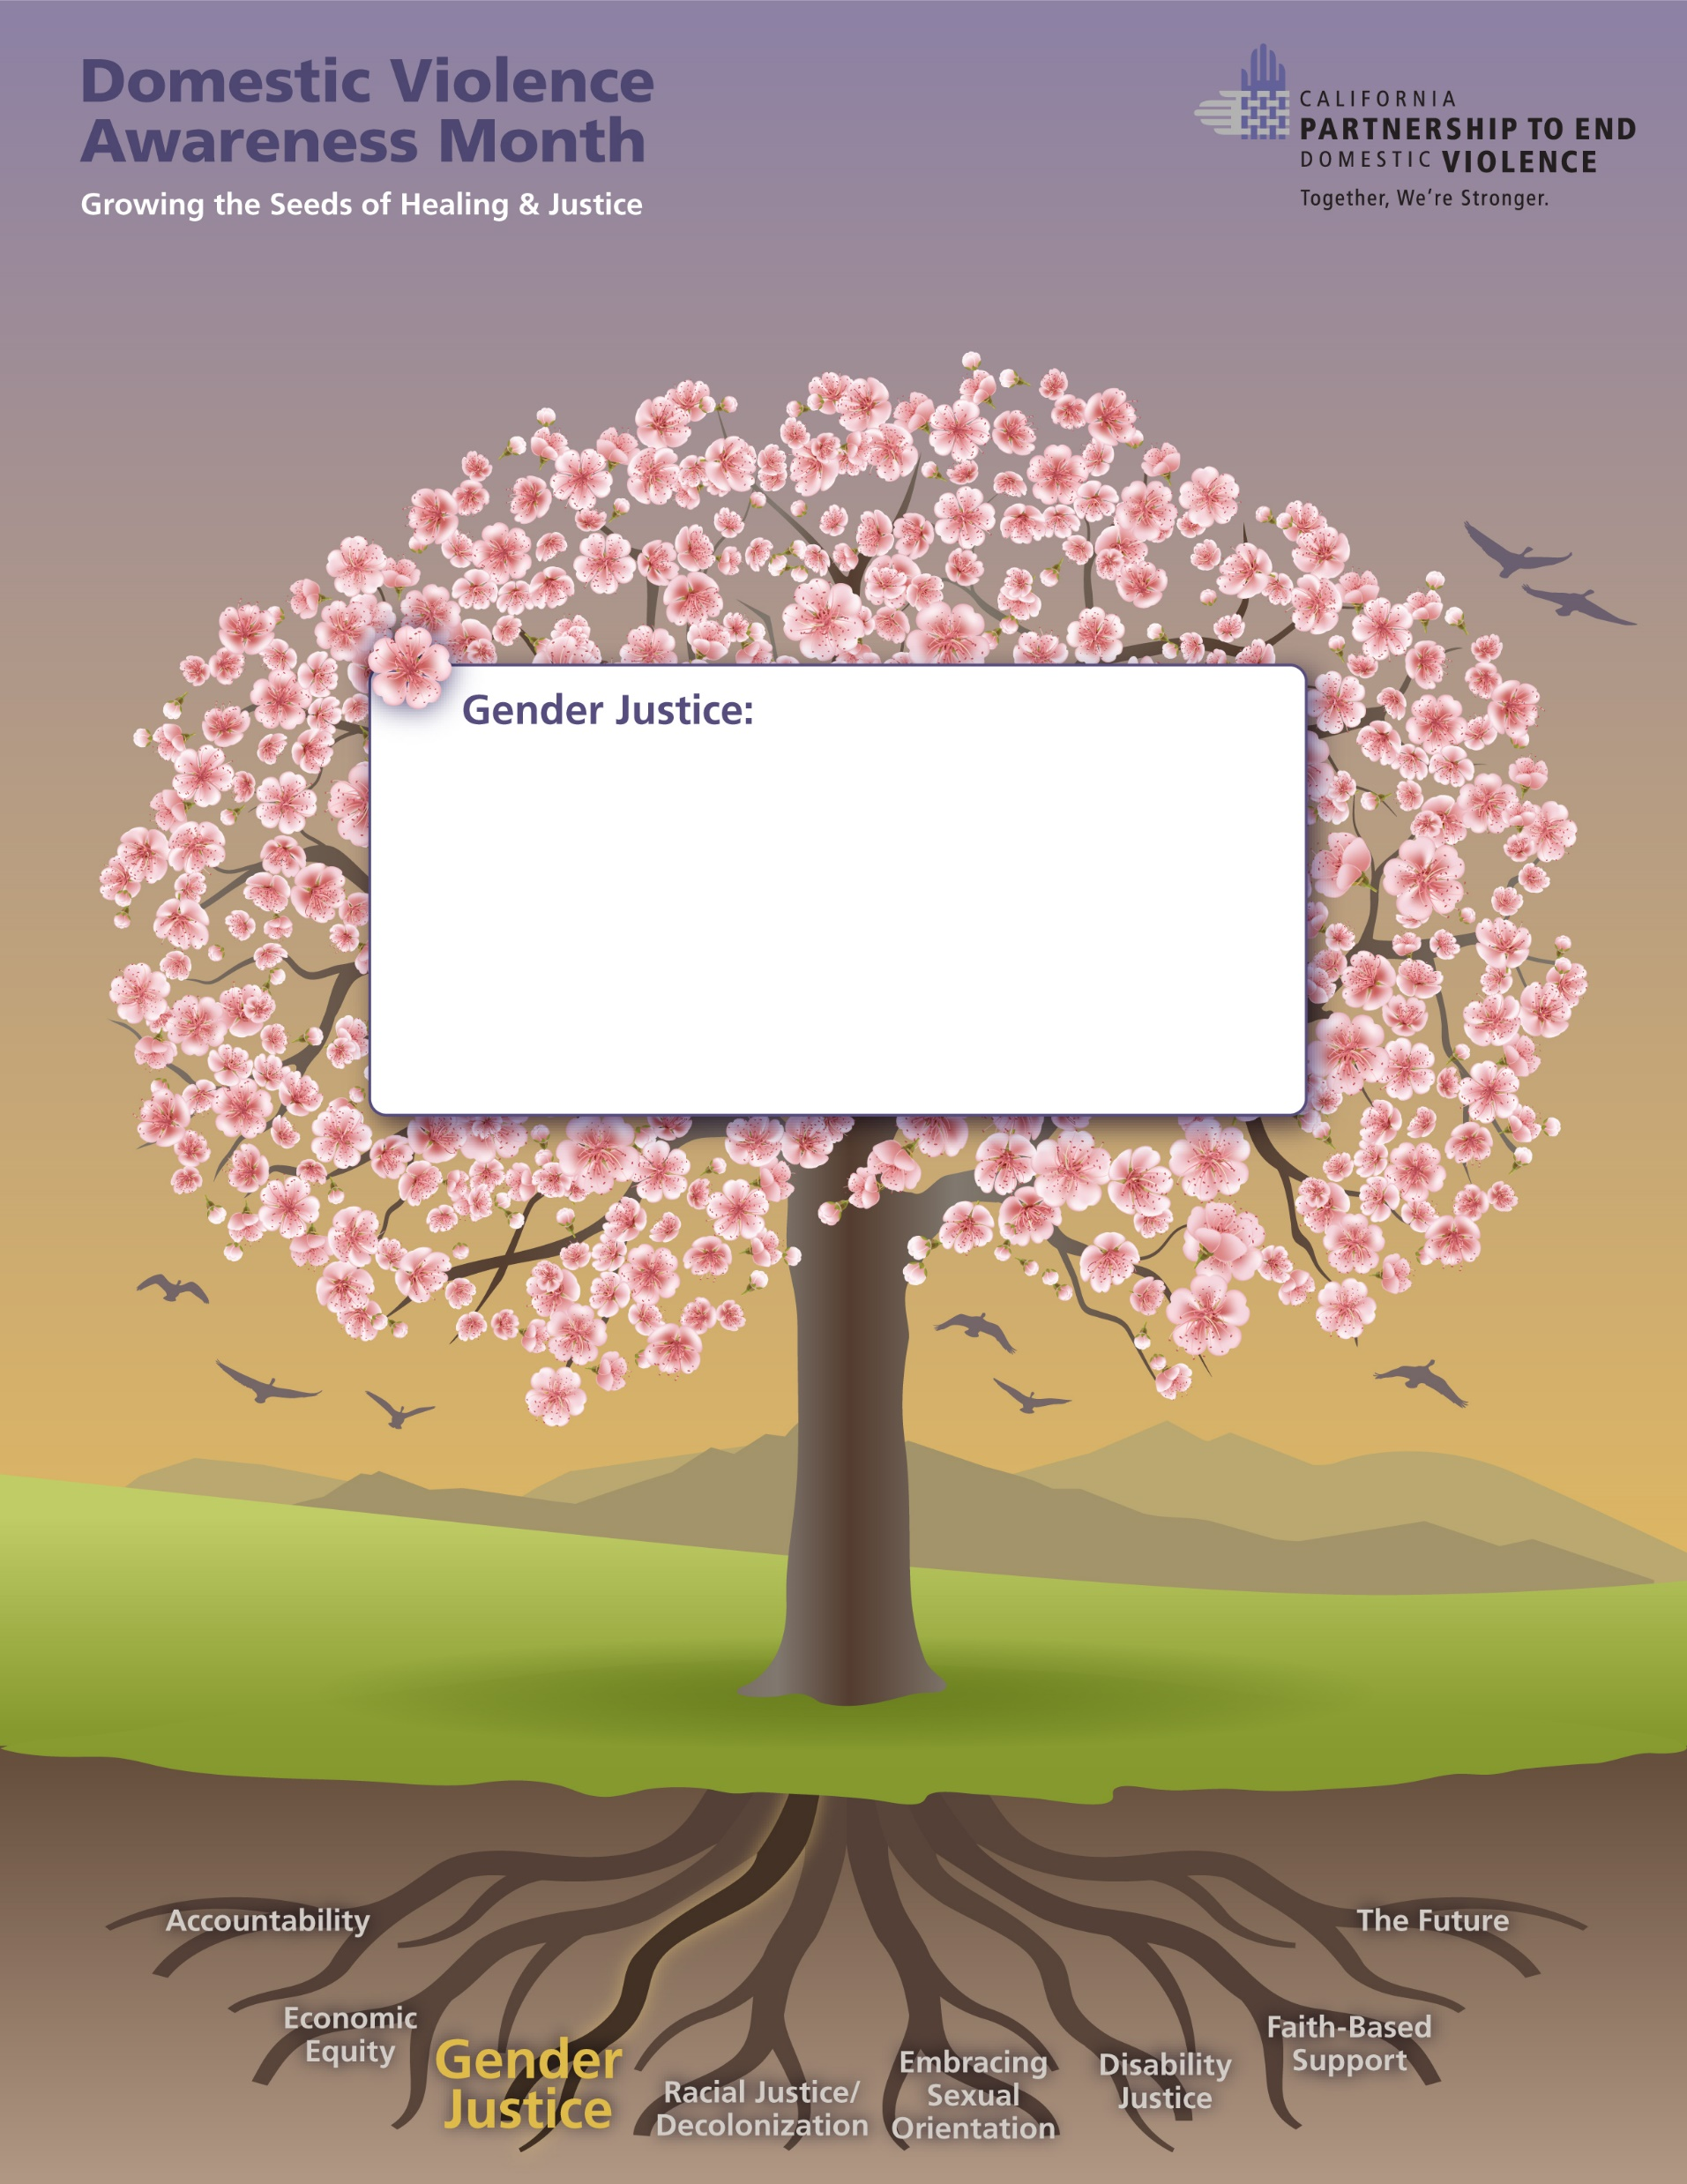 Domestic Violence
Awareness Month
Growing the Seeds of Healing & Justice
CALIFORNIA
PARTNERSHIP TO END
DOMESTIC VIOLENCE
Together, We're Stronger.
Gender Justice:
Accountability
The Future
Economic
Equity
Gender
Justice
Racial Justice/
Decolonization
Embracing
Sexual
Orientation
Disability
Justice
Faith-Based
Support